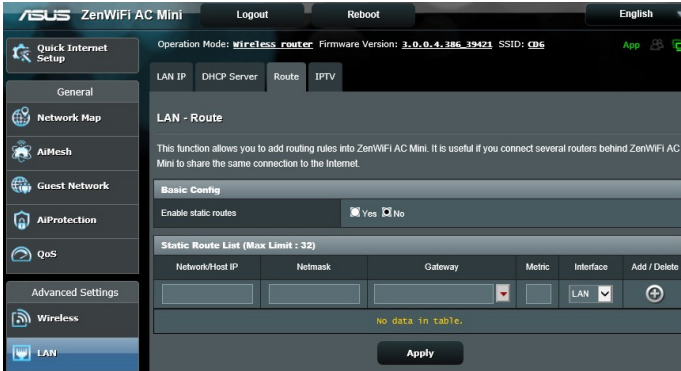 ASUS ZenWiFi AC Mini Logout Reboot English
Quick Internet
Setup
Operation Mode: Wireless router Firmware Version: 3.0.0.4.386_39421 SSID: CD6 App
LAN IP DHCP Server Route IPTV
General
Network Map
AiMesh
Guest Network
AiProtection
QoS
Advanced Settings
Wireless
LAN
LAN - Route
This function allows you to add routing rules into ZenWiFi AC Mini. It is useful if you connect several routers behind ZenWiFi AC
Mini to share the same connection to the Internet.
Basic Config
Enable static routes Yes No
Static Route List (Max Limit : 32)
Network/Host IP Netmask Gateway Metric Interface Add / Delete
LAN
No data in table.
Apply